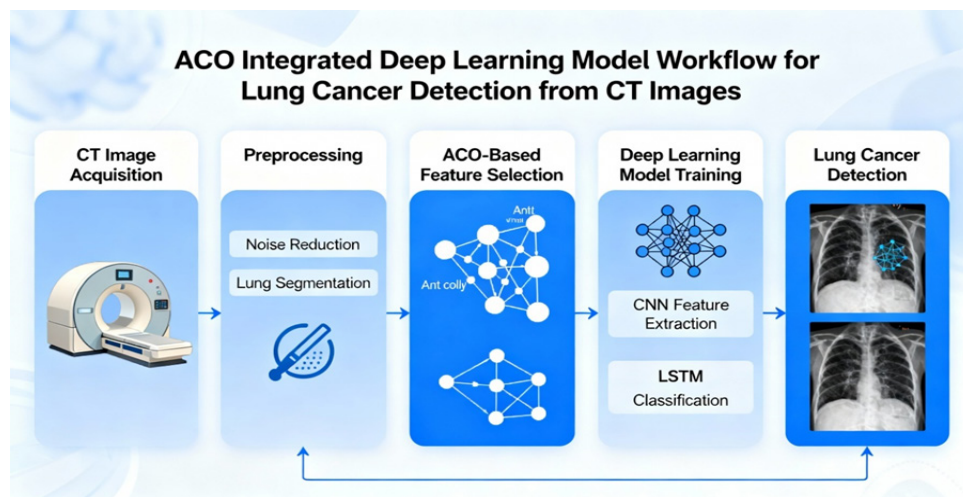 ACO Integrated Deep Learning Model Workflow for
Lung Cancer Detection from CT Images
CT Image
Acquisition
Preprocessing
Noise Reduction
Lung Segmentation
ACO-Based
Feature Selection
Antt
Ant colly
Deep Learning
Model Training
CNN Feature
Extraction
LSTM
Classification
Lung Cancer
Detection